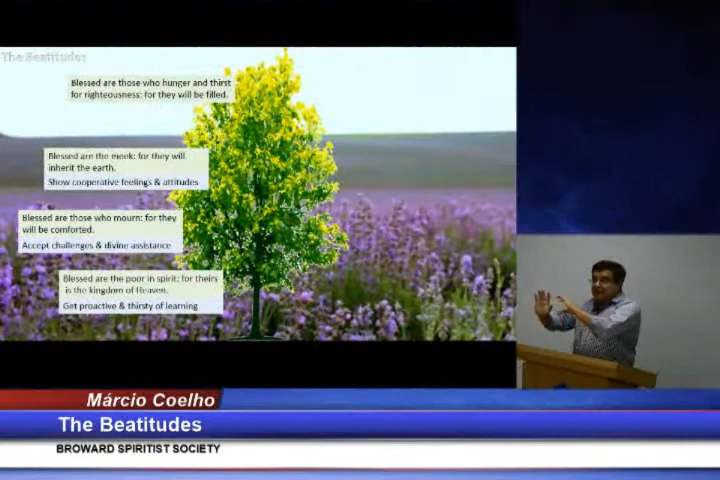 The Beatitudes
Blessed are those who hunger and thirst
for righteousness: for they will be filled.
Blessed are the meek: for they will
inherit the earth.
Show cooperative feelings & attitudes
Blessed are those who mourn: for they
will be comforted.
Accept challenges & divine assistance
Blessed are the poor in spirit: for theirs
is the kingdom of Heaven.
Get proactive & thirsty of learning
Márcio Coelho
The Beatitudes
BROWARD SPIRITIST SOCIETY